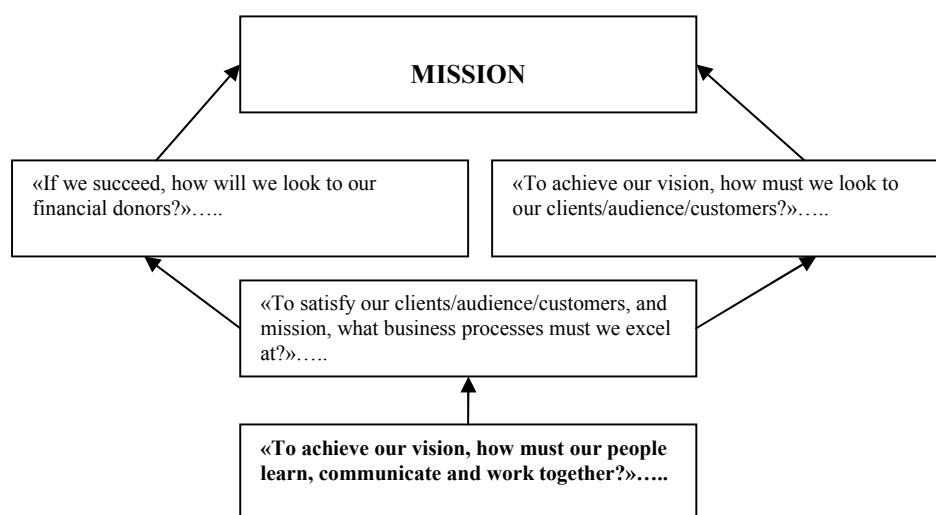 MISSION
«If we succeed, how will we look to our
financial donors?»…..
«To achieve our vision, how must we look to
our clients/audience/customers?»…..
«To satisfy our clients/audience/customers, and
mission, what business processes must we excel
at?»…..
«To achieve our vision, how must our people
learn, communicate and work together?»…..